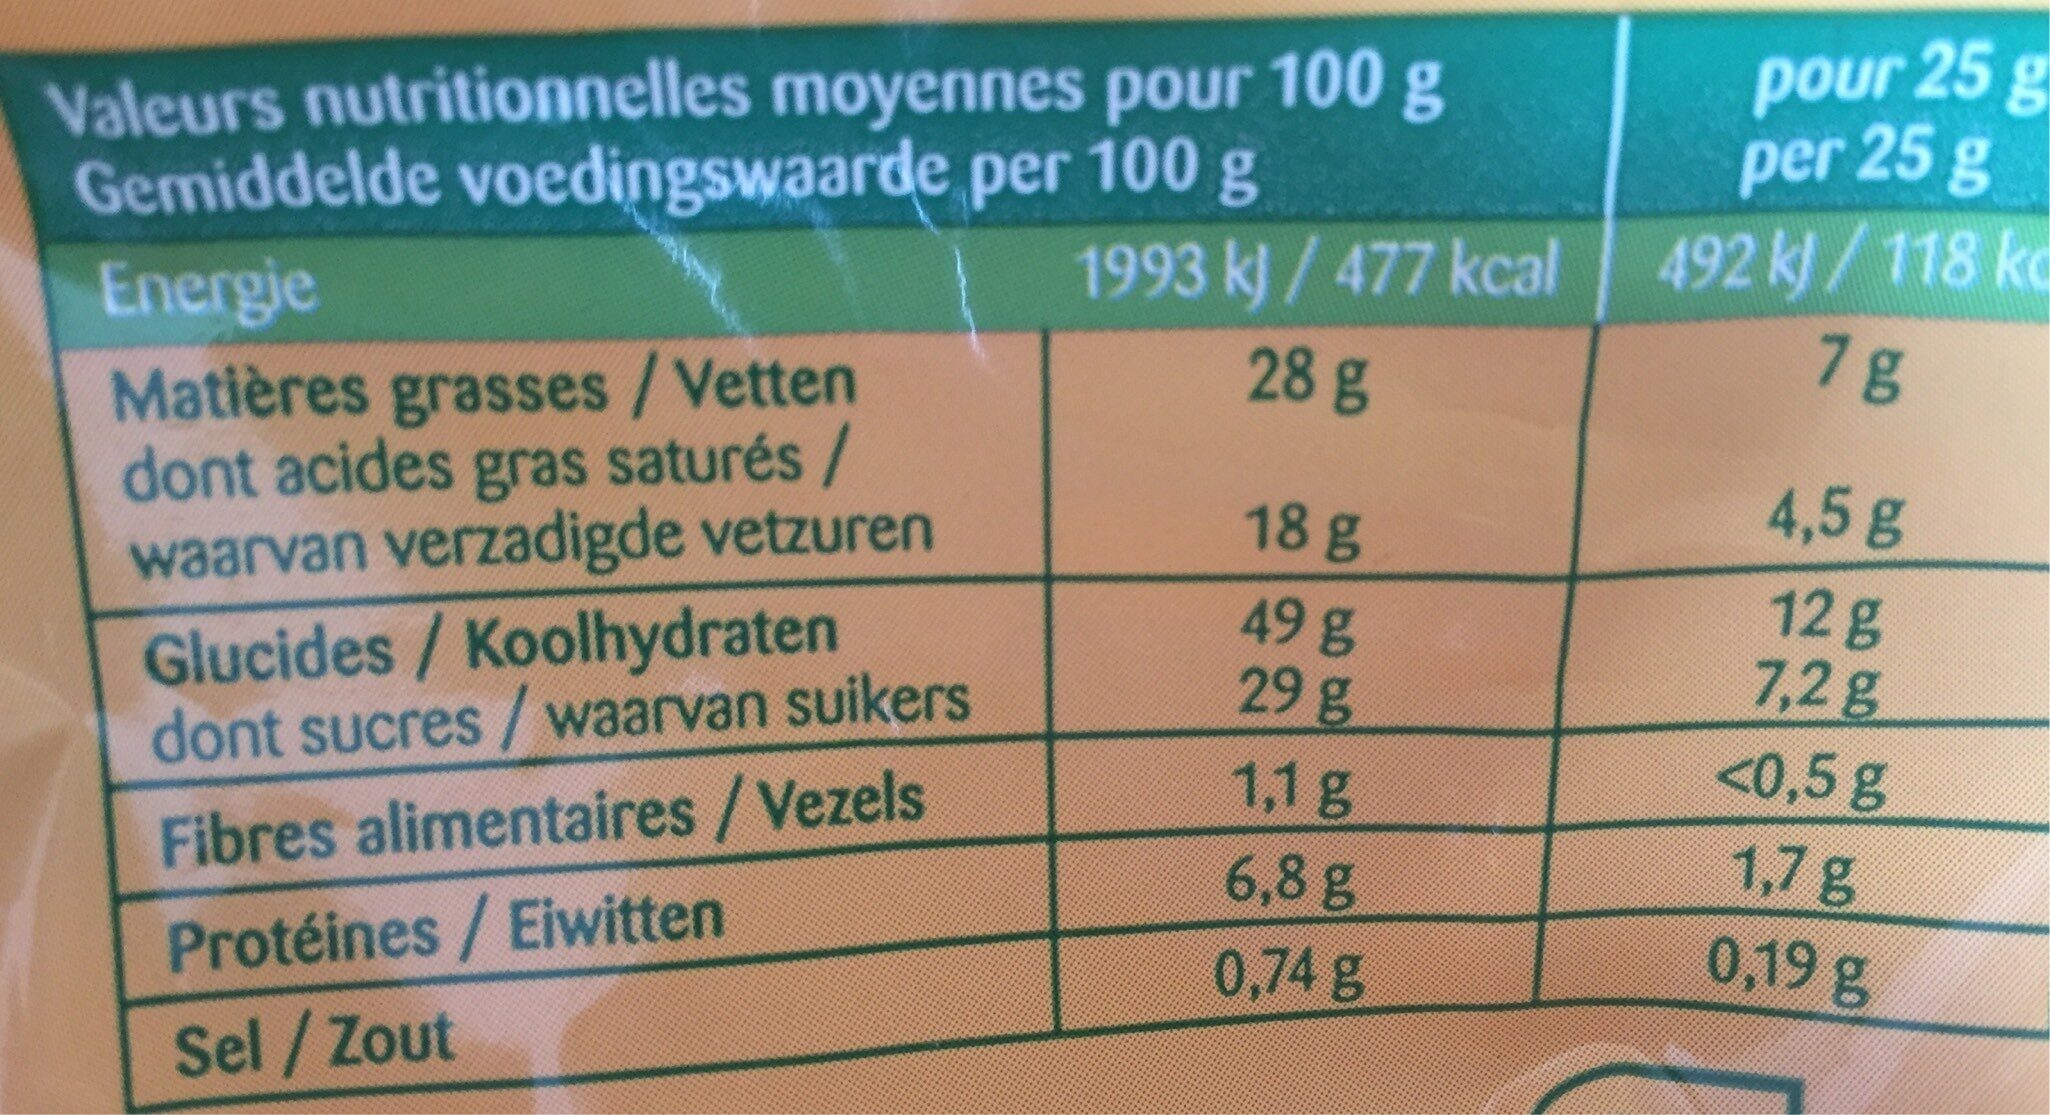 Valeurs nutritionnelles moyennes pour 100 g pour 25 g
Gemiddelde voedingswaarde per 100 g per 25 g
Energie 1993 kJ / 477 kcal 492 kJ / 118 kc
Matières grasses / Vetten 28 g 7 g
dont acides gras saturés /
waarvan verzadigde vetzuren 18 g 4,5 g
Glucides / Koolhydraten 49 g 12 g
dont sucres / waarvan suikers 29 g 7,2 g
Fibres alimentaires / Vezels 1,1 g <0,5 g
Protéines / Eiwitten 6,8 g 1,7 g
Sel / Zout 0,74 g 0,19 g